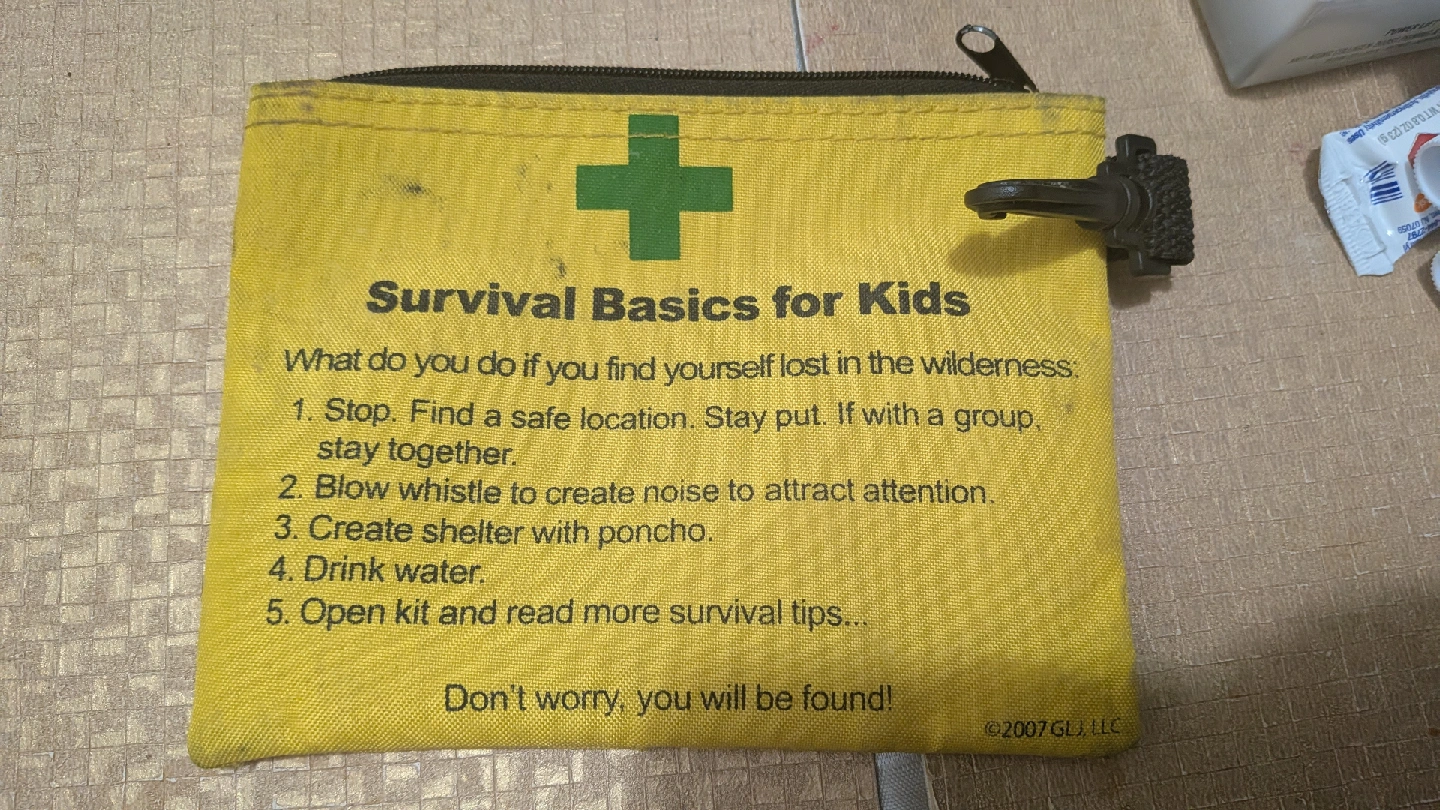 Survival Basics for Kids
What do you do if you find yourself lost in the wilderness:
1. Stop. Find a safe location. Stay put. If with a group,
stay together.
2. Blow whistle to create noise to attract attention.
3. Create shelter with poncho.
4. Drink water.
5. Open kit and read more survival tips...
Don't worry, you will be found!
©2007 GLJ, LLC